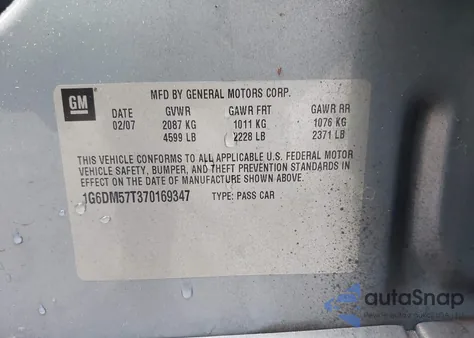 GM
MFD BY GENERAL MOTORS CORP.
DATE GVWR GAWR FRT GAWR RR
02/07 2087 KG 1011 KG 1076 KG
4599 LB 2228 LB 2371 LB
THIS VEHICLE CONFORMS TO ALL APPLICABLE U.S. FEDERAL MOTOR
VEHICLE SAFETY, BUMPER, AND THEFT PREVENTION STANDARDS IN
EFFECT ON THE DATE OF MANUFACTURE SHOWN ABOVE.
1G6DM57T370169347 TYPE: PASS CAR
autoSnap